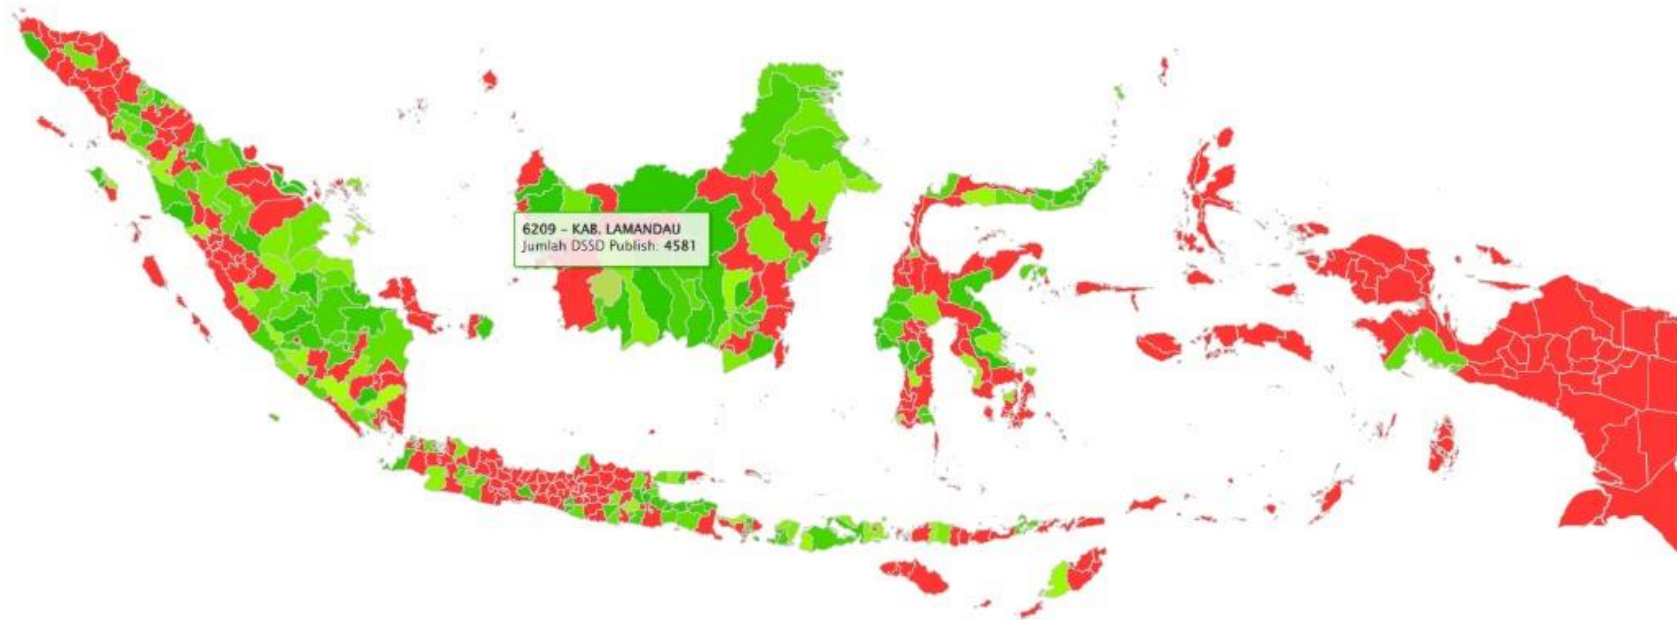 6209 - KAB. LAMANDAU
Jumlah DSSD Publish: 4581